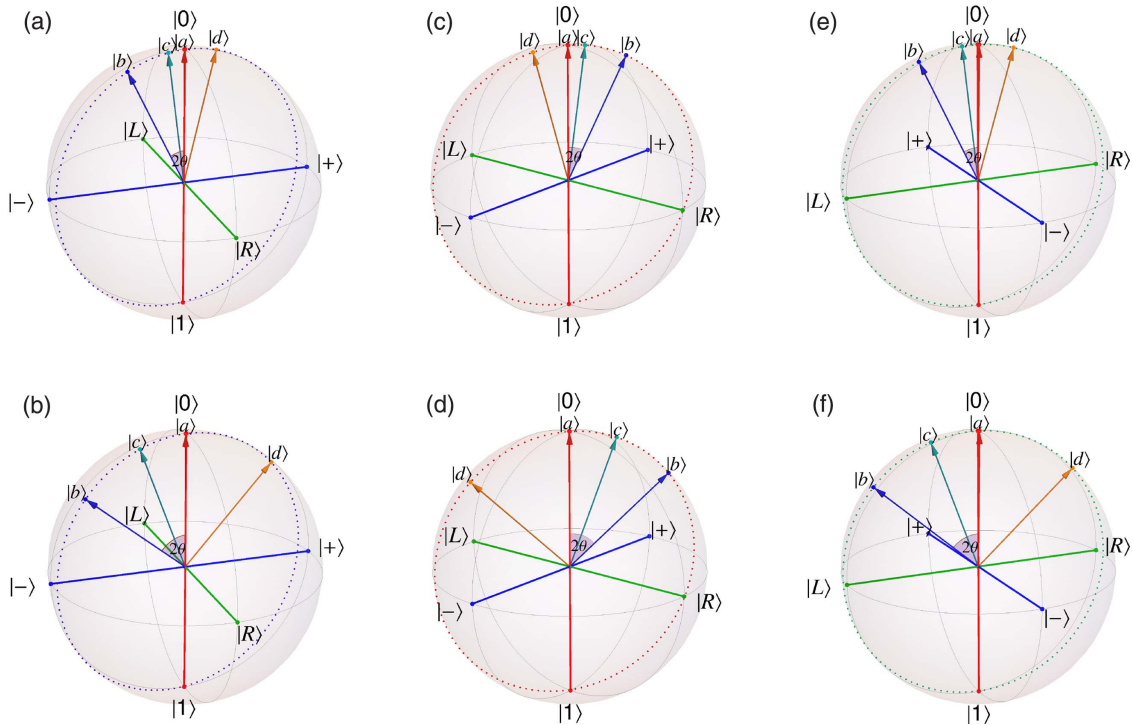 (a)
|0⟩
|c⟩
|a⟩
|d⟩
|b⟩
|L⟩
2θ
|+⟩
|−⟩
|R⟩
|1⟩
(c)
|0⟩
|d⟩
|a⟩
|c⟩
|b⟩
|L⟩
2θ
|+⟩
|−⟩
|R⟩
|1⟩
(e)
|0⟩
|b⟩
|c⟩
|a⟩
|d⟩
|+⟩
2θ
|R⟩
|L⟩
|−⟩
|1⟩
(b)
|0⟩
|a⟩
|c⟩
|d⟩
|b⟩
|L⟩
2θ
|+⟩
|−⟩
|R⟩
|1⟩
(d)
|0⟩
|a⟩
|c⟩
|d⟩
|b⟩
|L⟩
2θ
|+⟩
|−⟩
|R⟩
|1⟩
(f)
|0⟩
|a⟩
|c⟩
|d⟩
|b⟩
|+⟩
2θ
|R⟩
|L⟩
|−⟩
|1⟩